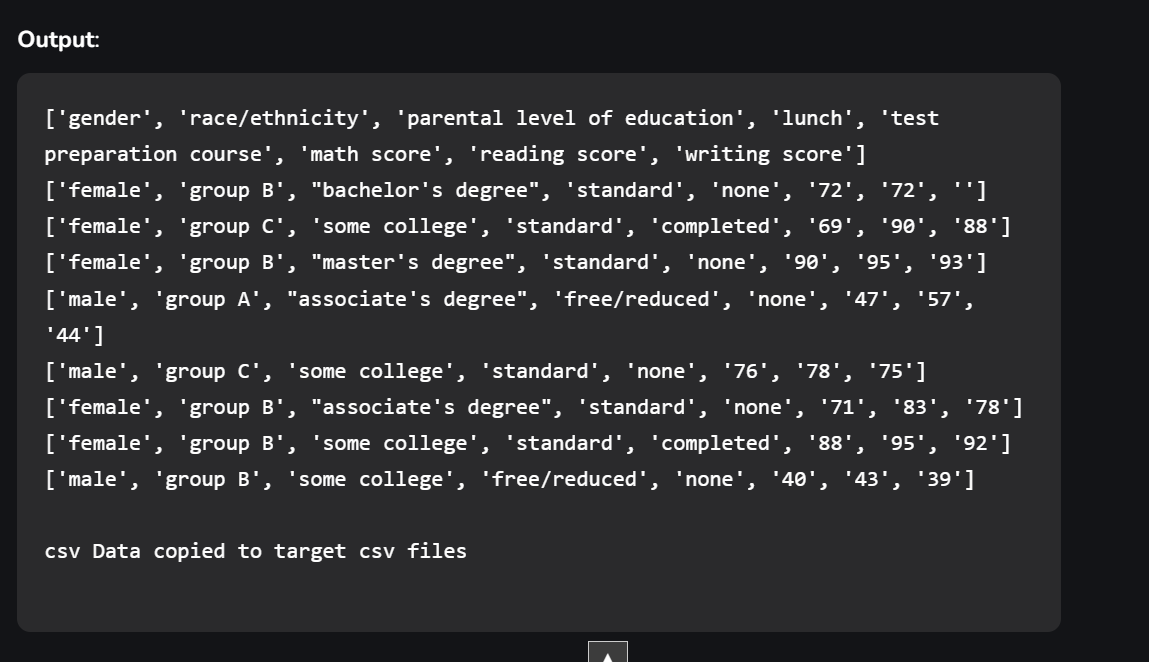 Output:
['gender', 'race/ethnicity', 'parental level of education', 'lunch', 'test
preparation course', 'math score', 'reading score', 'writing score']
['female', 'group B', "bachelor's degree", 'standard', 'none', '72', '72', '']
['female', 'group C', 'some college', 'standard', 'completed', '69', '90', '88']
['female', 'group B', "master's degree", 'standard', 'none', '90', '95', '93']
['male', 'group A', "associate's degree", 'free/reduced', 'none', '47', '57',
'44']
['male', 'group C', 'some college', 'standard', 'none', '76', '78', '75']
['female', 'group B', "associate's degree", 'standard', 'none', '71', '83', '78']
['female', 'group B', 'some college', 'standard', 'completed', '88', '95', '92']
['male', 'group B', 'some college', 'free/reduced', 'none', '40', '43', '39']
csv Data copied to target csv files